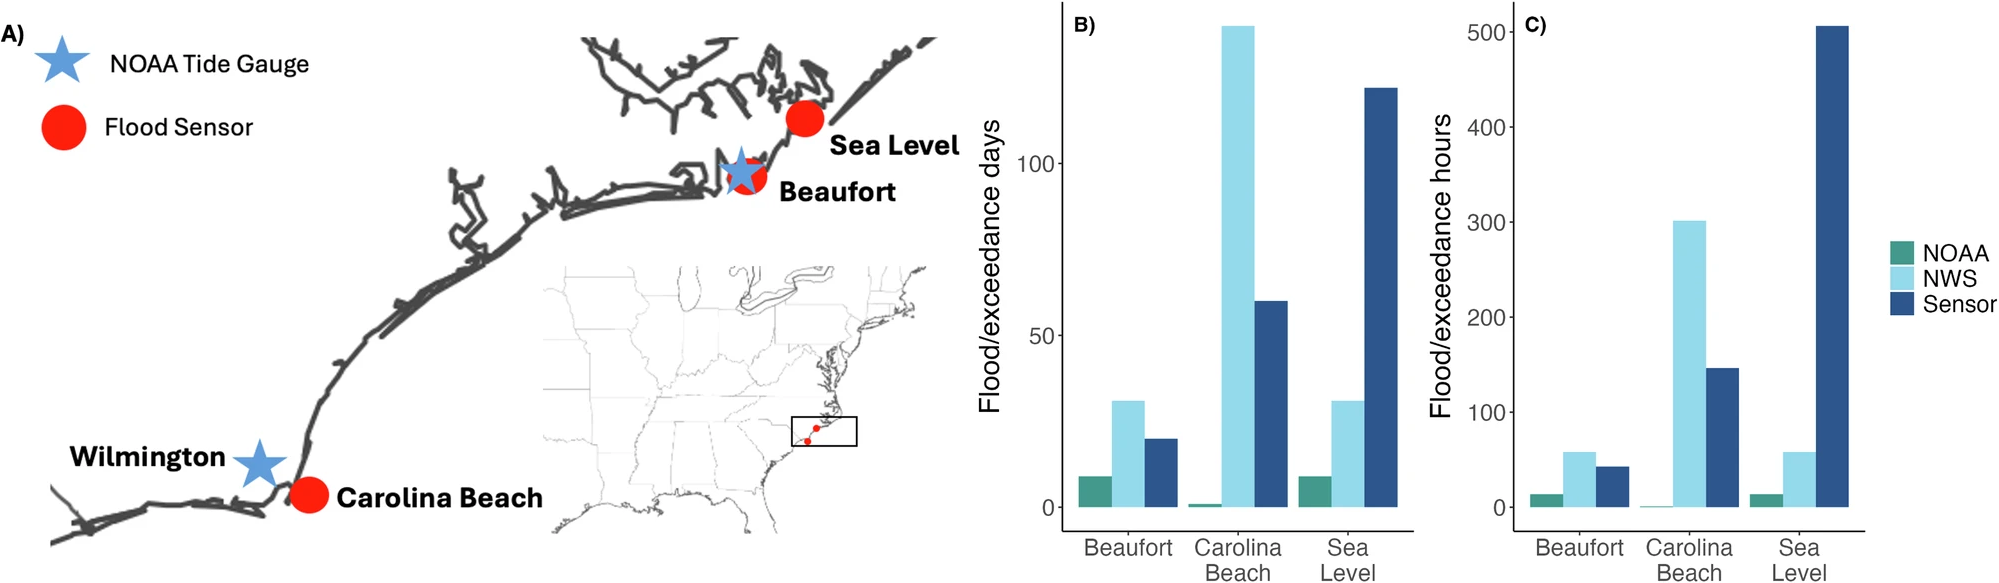 A)
NOAA Tide Gauge
Flood Sensor
Sea Level
Beaufort
Wilmington
Carolina Beach
B)
Flood/exceedance days
100
50
0
Beaufort
Carolina
Beach
Sea
Level
C)
Flood/exceedance hours
500
400
300
200
100
0
Beaufort
Carolina
Beach
Sea
Level
NOAA
NWS
Sensor